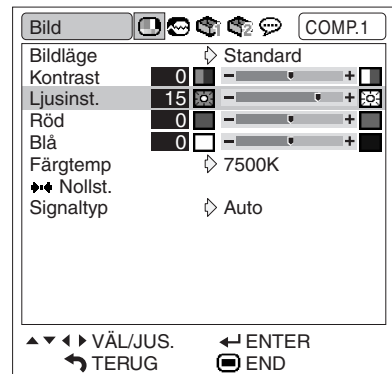 Bild COMP.1
Bildläge Standard
Kontrast 0 - +
Ljusinst. 15 - +
Röd 0 - +
Blå 0 - +
Färgtemp 7500K
Nollst.
Signaltyp Auto
VÄL/JUS. ENTER
TERUG END